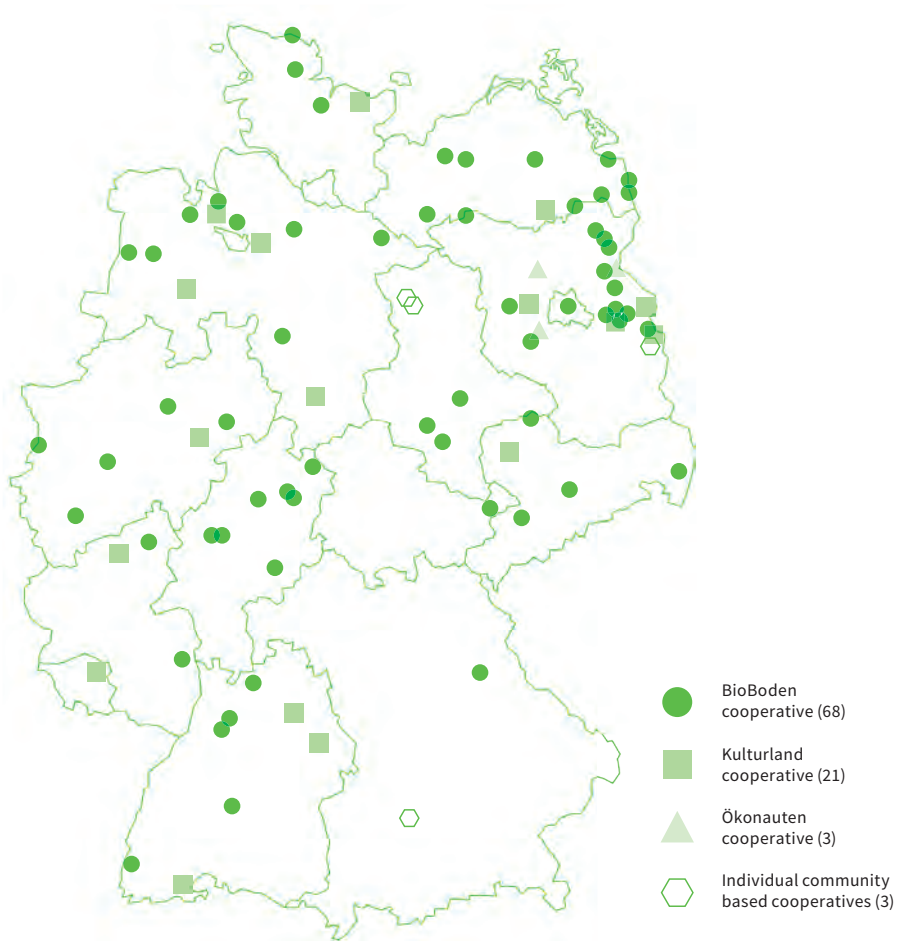 BioBoden
cooperative (68)
Kulturland
cooperative (21)
Ökonauten
cooperative (3)
Individual community
based cooperatives (3)